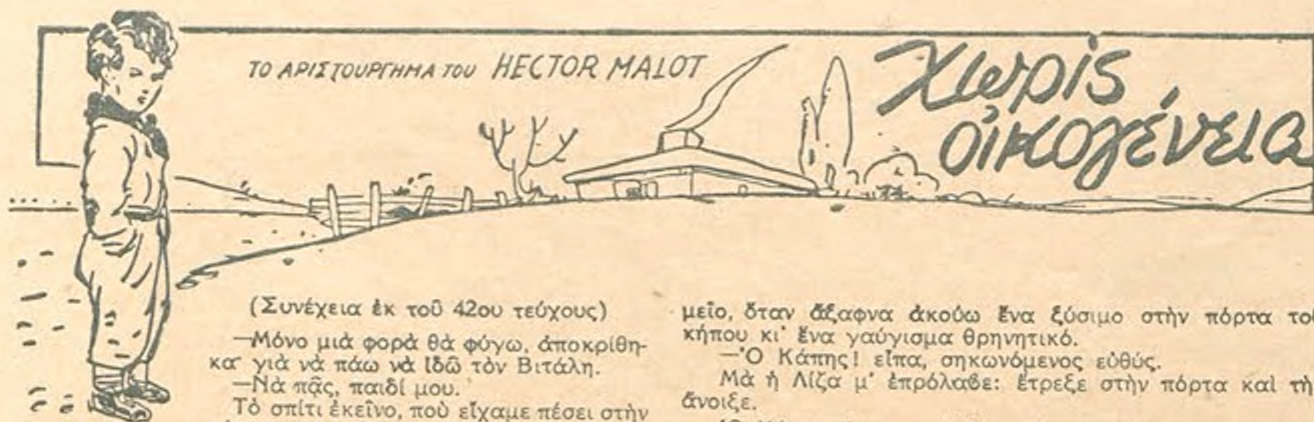 ΤΟ ΑΡΙΣΤΟΥΡΓΗΜΑ ΤΟΥ HECTOR MALOT
Χωρίς
οἰκογένεια
(Συνέχεια ἐκ τοῦ 42ου τεύχους)
—Μόνο μιὰ φορὰ θὰ φύγω, ἀποκρίθη-
κα γιὰ νὰ πάω νὰ ἰδῶ τὸν Βιτάλη.
—Νὰ πᾷς, παιδί μου.
Τὸ σπίτι ἐκεῖνο, ποὺ εἴχαμε πέσει στὴν
μεῖο, ὅταν ἄξαφνα ἀκούω ἕνα ξύσιμο στὴν πόρτα το
κήπου κι' ἕνα γαύγισμα θρηνητικό.
—Ὁ Κάπης! εἶπα, σηκωνόμενος εὐθύς.
Μὰ ἡ Λίζα μ' ἐπρόλαβε: ἔτρεξε στὴν πόρτα καὶ τὴ
ἄνοιξε.